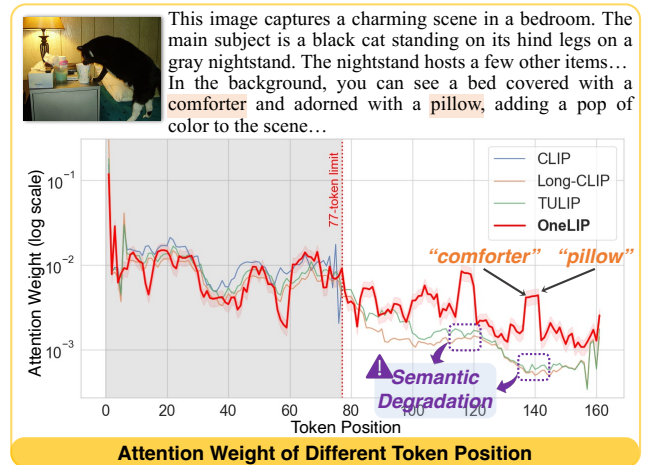 This image captures a charming scene in a bedroom. The
main subject is a black cat standing on its hind legs on a
gray nightstand. The nightstand hosts a few other items…
In the background, you can see a bed covered with a
comforter and adorned with a pillow, adding a pop of
color to the scene…
Attention Weight (log scale)
10⁻¹
10⁻²
10⁻³
77-token limit
CLIP
Long-CLIP
TULIP
OneLIP
“comforter” “pillow”
Semantic
Degradation
0 20 40 60 80 100 120 140 160
Token Position
Attention Weight of Different Token Position